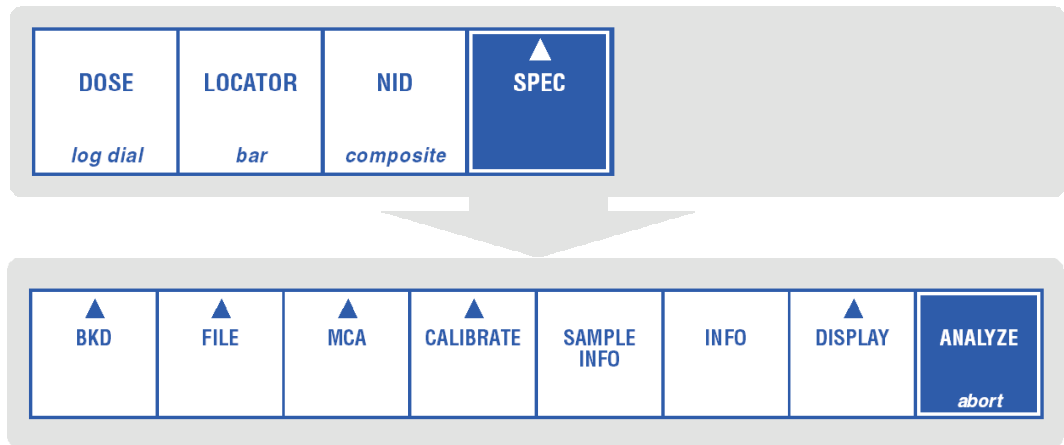 DOSE LOCATOR NID SPEC
log dial bar composite
BKD FILE MCA CALIBRATE SAMPLE INFO DISPLAY ANALYZE
INFO
abort